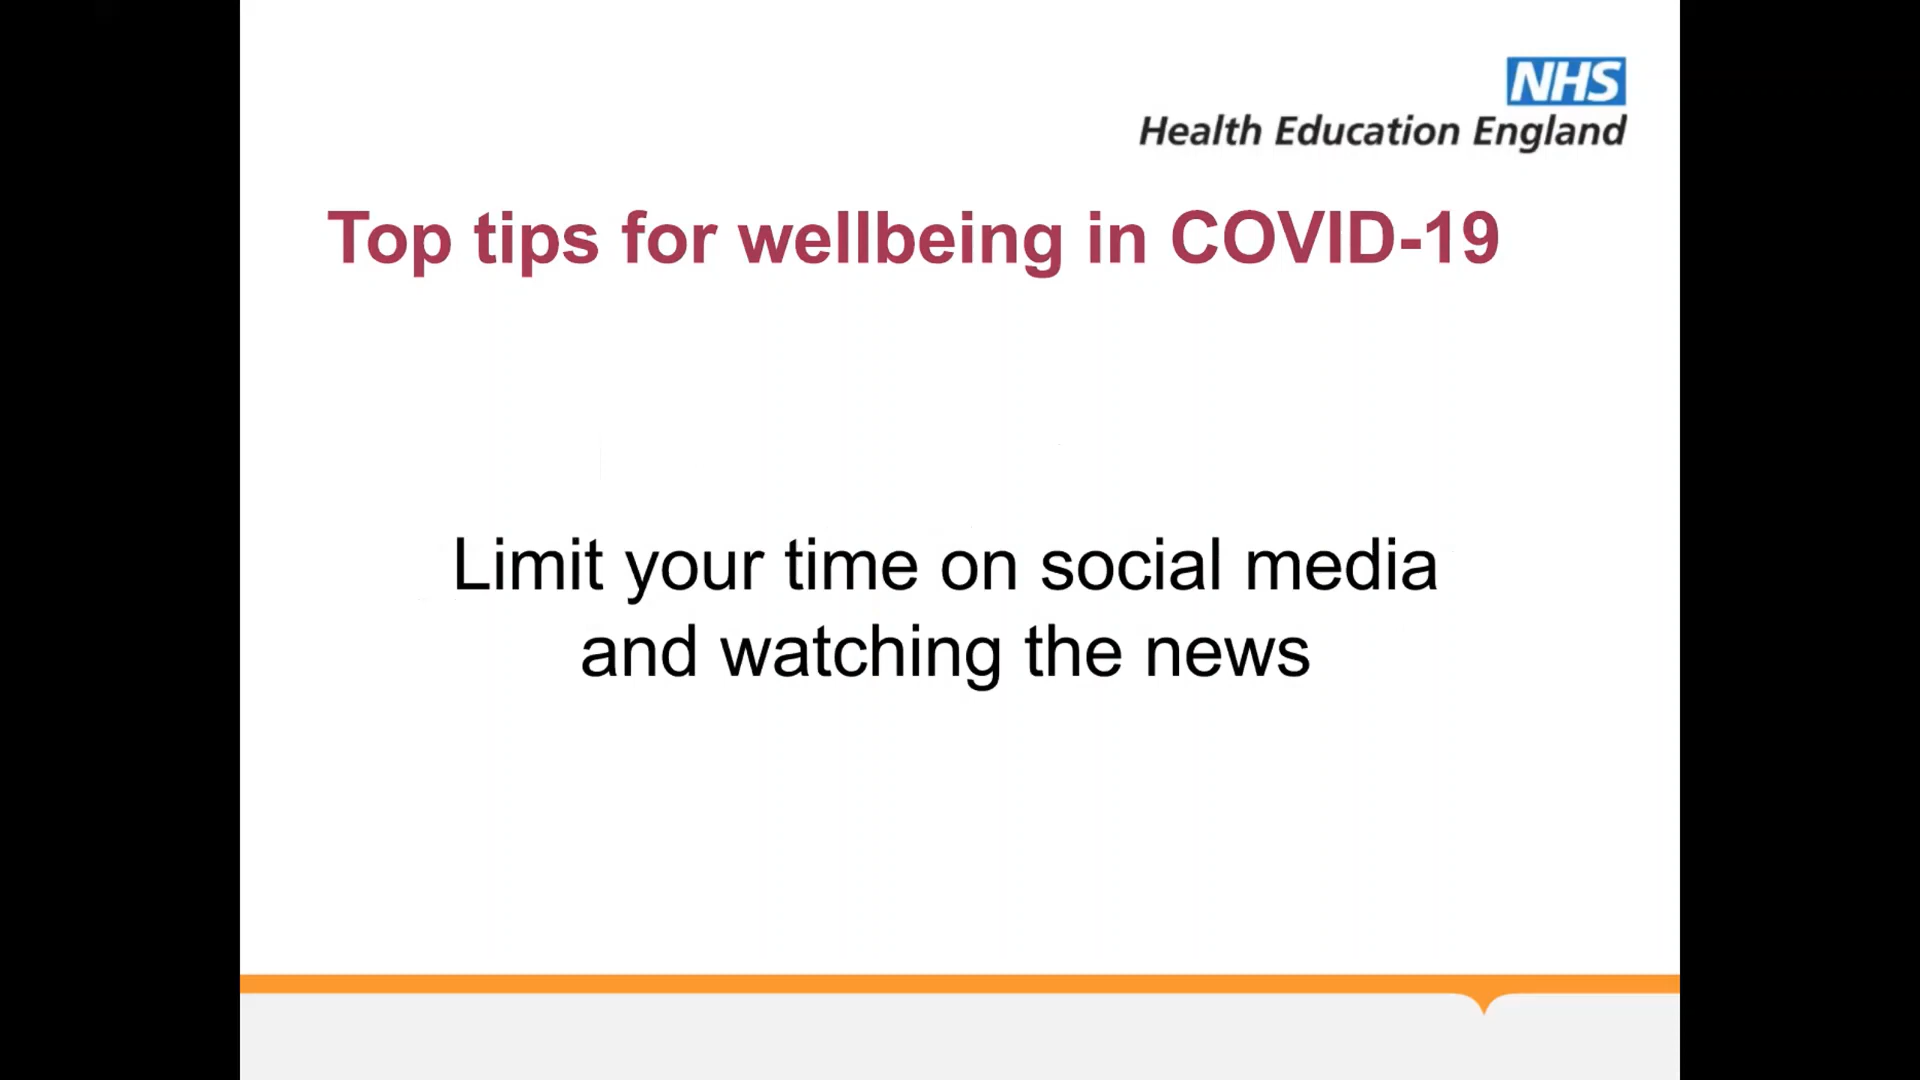 NHS
Health Education England
Top tips for wellbeing in COVID-19
Limit your time on social media
and watching the news